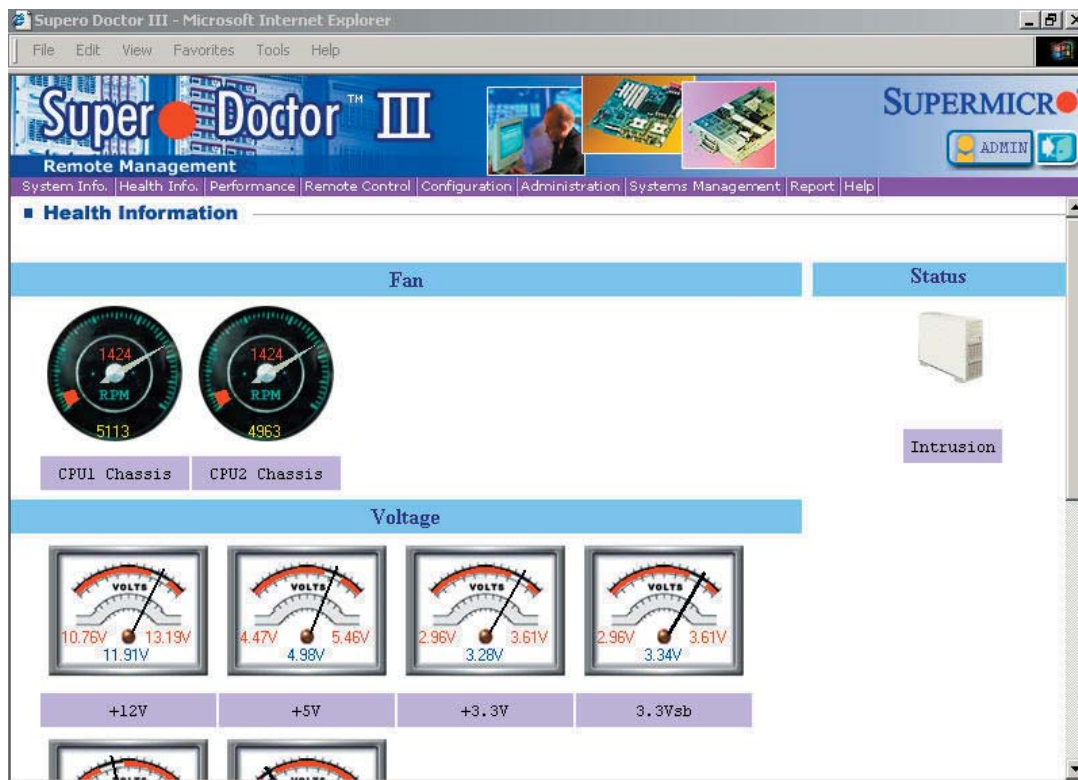 Supero Doctor III - Microsoft Internet Explorer
File Edit View Favorites Tools Help
Super Doctor™ III
SUPERMICR
Remote Management
ADMIN
System Info. Health Info. Performance Remote Control Configuration Administration Systems Management Report Help
Health Information
Fan
Status
1424
RPM
5113
1424
RPM
4963
CPU1 Chassis CPU2 Chassis
Intrusion
Voltage
VOLTS VOLTS VOLTS VOLTS
10.76V 13.19V 4.47V 5.46V 2.96V 3.61V 2.96V 3.61V
11.91V 4.98V 3.28V 3.34V
+12V +5V +3.3V 3.3Vsb